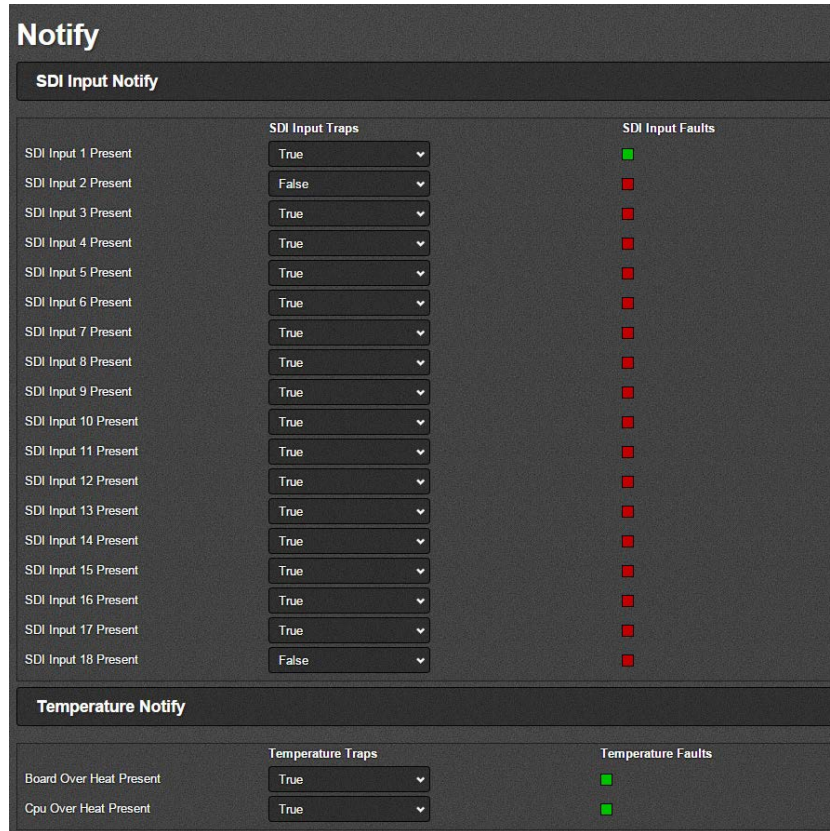 Notify
SDI Input Notify
SDI Input Traps SDI Input Faults
SDI Input 1 Present True
SDI Input 2 Present False
SDI Input 3 Present True
SDI Input 4 Present True
SDI Input 5 Present True
SDI Input 6 Present True
SDI Input 7 Present True
SDI Input 8 Present True
SDI Input 9 Present True
SDI Input 10 Present True
SDI Input 11 Present True
SDI Input 12 Present True
SDI Input 13 Present True
SDI Input 14 Present True
SDI Input 15 Present True
SDI Input 16 Present True
SDI Input 17 Present True
SDI Input 18 Present False
Temperature Notify
Temperature Traps Temperature Faults
Board Over Heat Present True
Cpu Over Heat Present True